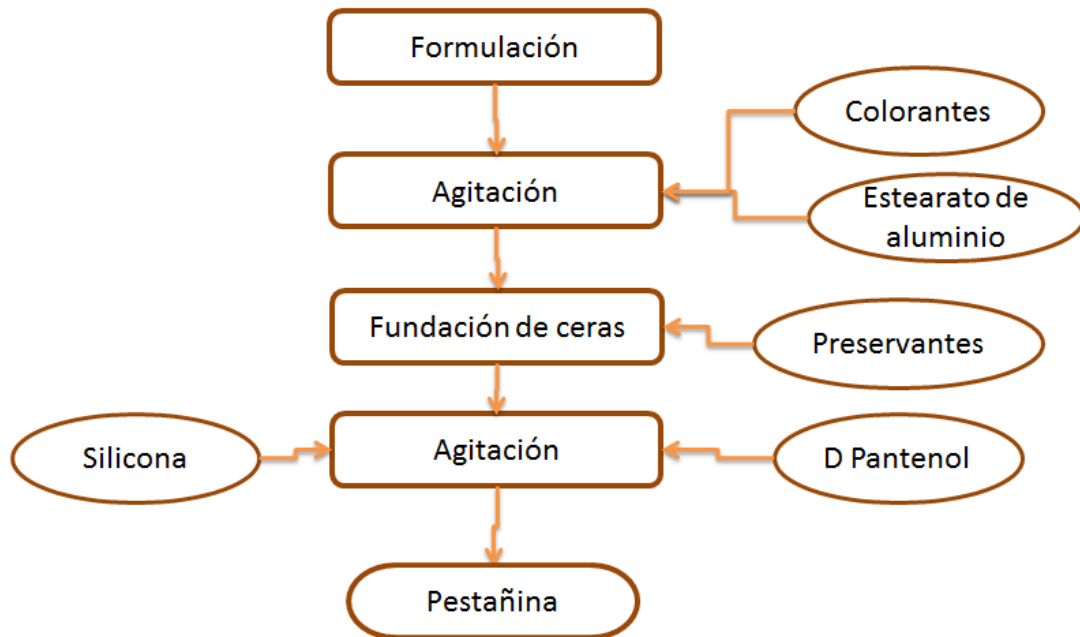 Formulación
Colorantes
Agitación
Estearato de
aluminio
Fundación de ceras
Preservantes
Silicona
Agitación
D Pantenol
Pestañina